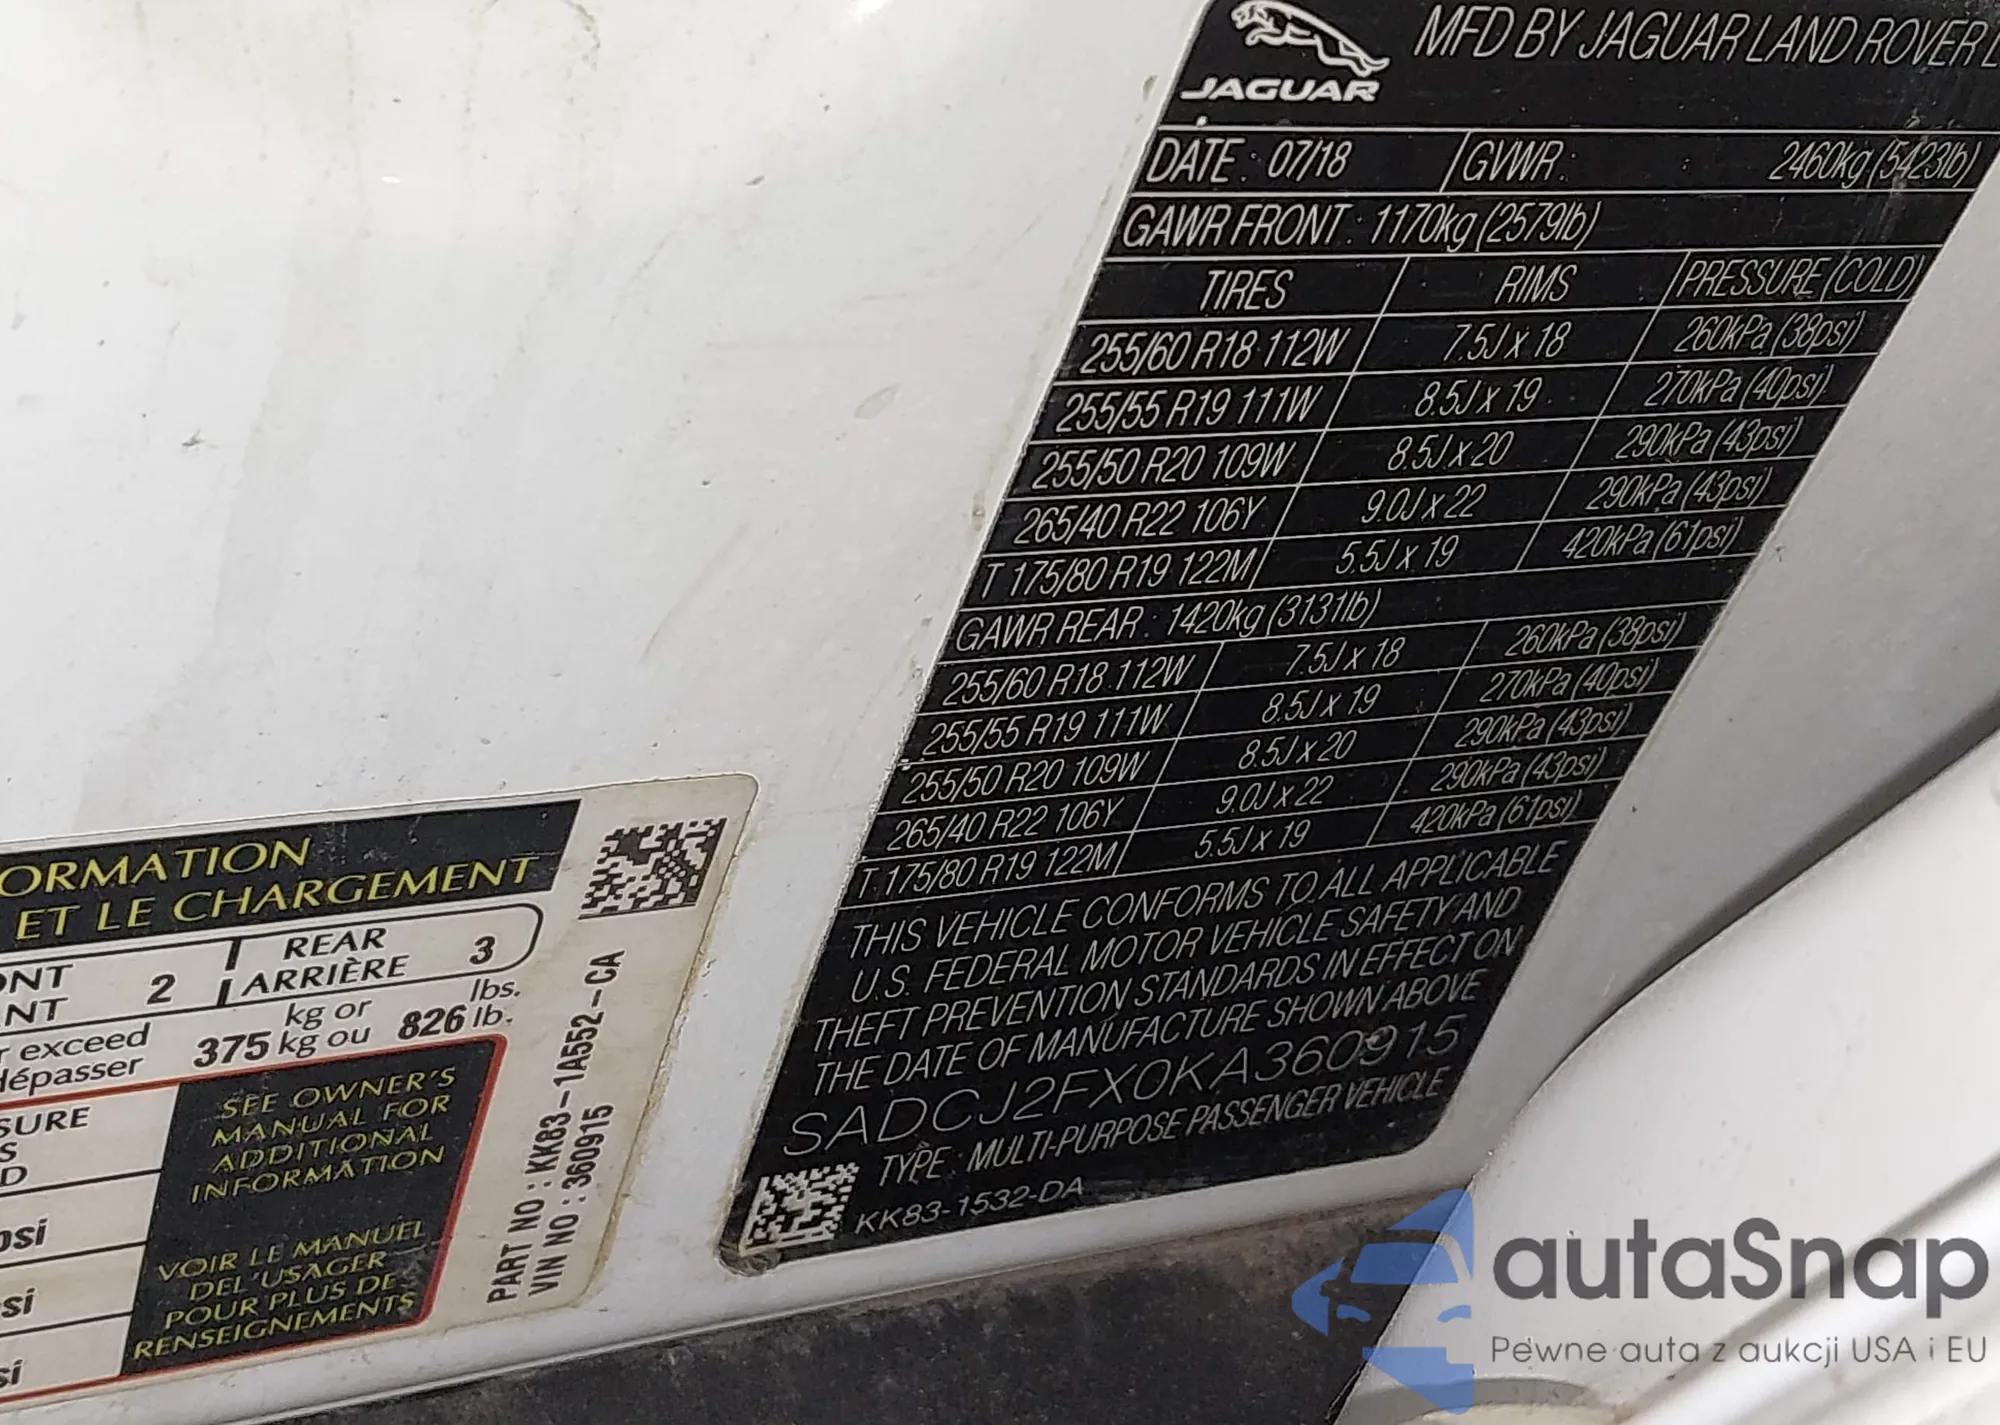 JAGUAR
MFD BY JAGUAR LAND ROVER L
DATE: 07/18 GVWR: 2460kg (5423lb)
GAWR FRONT: 1170kg (2579lb)
TIRES RIMS PRESSURE (COLD)
255/60 R18 112W 7.5J x 18 260kPa (38psi)
255/55 R19 111W 8.5J x 19 270kPa (40psi)
255/50 R20 109W 8.5J x 20 290kPa (43psi)
265/40 R22 106Y 9.0J x 22 290kPa (43psi)
T 175/80 R19 122M 5.5J x 19 420kPa (61psi)
GAWR REAR: 1420kg (3131lb)
255/60 R18 112W 7.5J x 18 260kPa (38psi)
255/55 R19 111W 8.5J x 19 270kPa (40psi)
255/50 R20 109W 8.5J x 20 290kPa (43psi)
265/40 R22 106Y 9.0J x 22 290kPa (43psi)
T 175/80 R19 122M 5.5J x 19 420kPa (61psi)
THIS VEHICLE CONFORMS TO ALL APPLICABLE
U.S. FEDERAL MOTOR VEHICLE SAFETY AND
THEFT PREVENTION STANDARDS IN EFFECT ON
THE DATE OF MANUFACTURE SHOWN ABOVE
SADCJ2FX0KA360915
TYPE: MULTI-PURPOSE PASSENGER VEHICLE
KK83-1532-DA
ORMATION
ET LE CHARGEMENT
ONT 2 REAR 3
ANT ARRIÈRE
r exceed 375 kg or 826 lbs.
dépasser kg ou lb.
SURE
S
D
psi
si
si
SEE OWNER'S
MANUAL FOR
ADDITIONAL
INFORMATION
VOIR LE MANUEL
DEL'USAGER
POUR PLUS DE
RENSEIGNEMENTS
PART NO: KK83-1A552-CA
VIN NO: 360915
autaSnap
Pewne auta z aukcji USA i EU